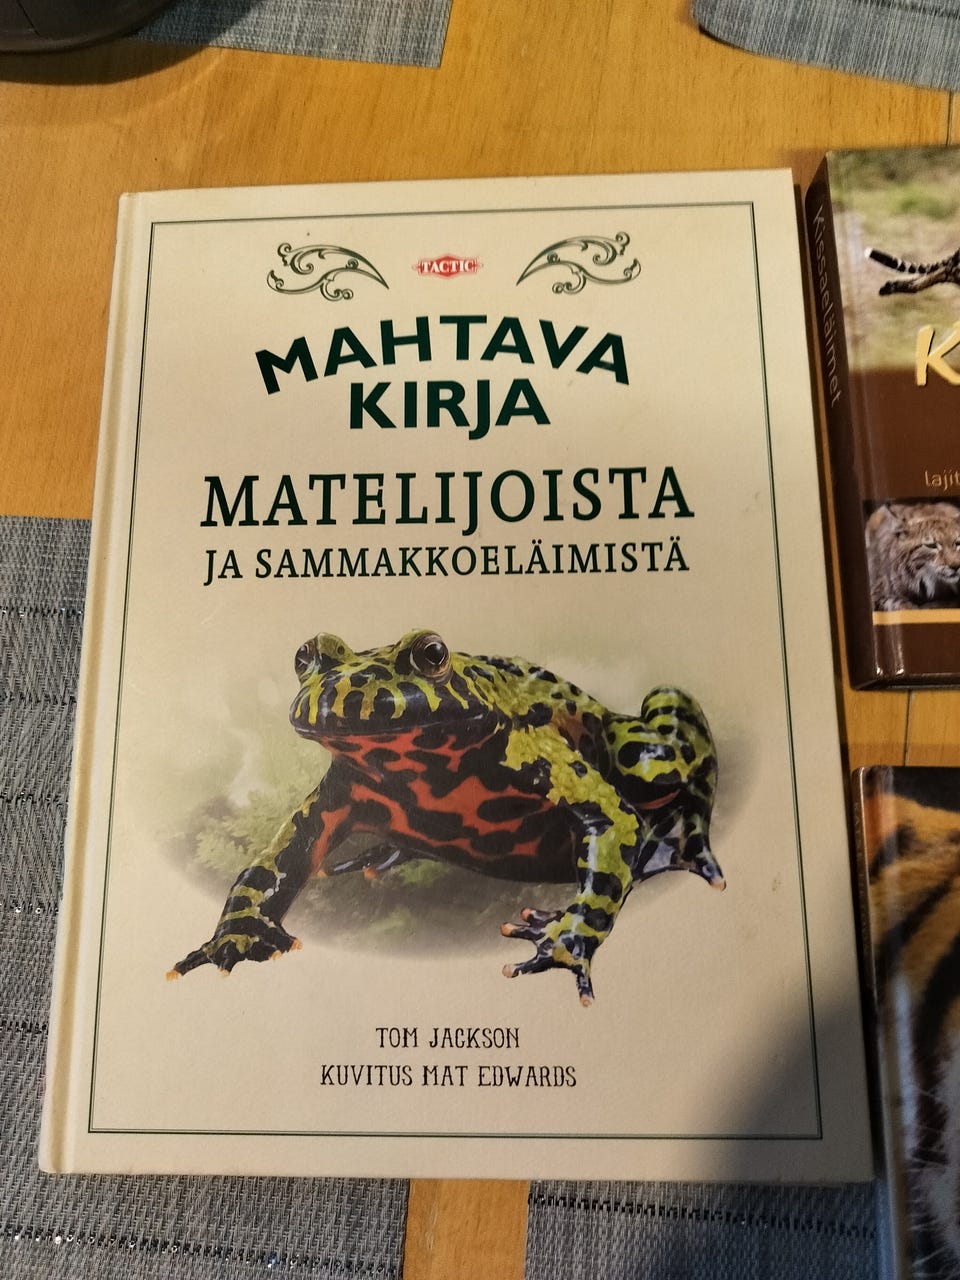 TACTIC
MAHTAVA
KIRJA
MATELIJOISTA
JA SAMMAKKOELÄIMISTÄ
TOM JACKSON
KUVITUS MAT EDWARDS
Kissaeläimet
K
lajit